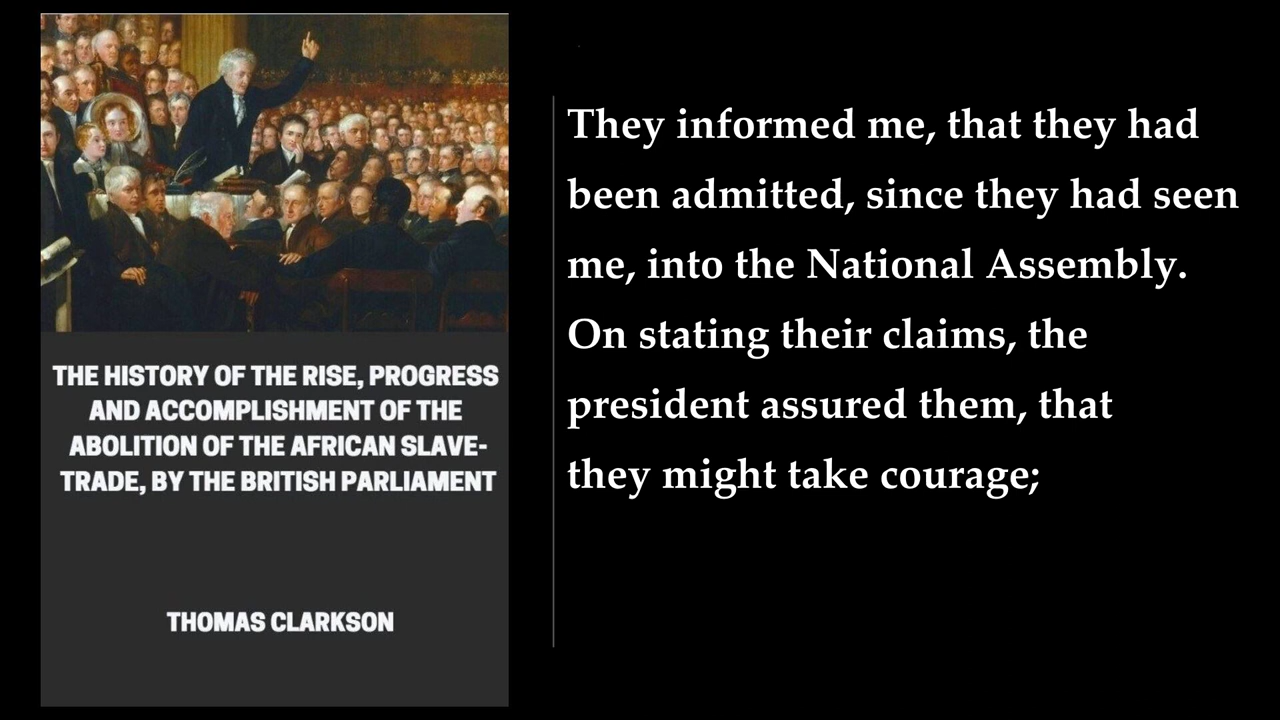 THE HISTORY OF THE RISE, PROGRESS
AND ACCOMPLISHMENT OF THE
ABOLITION OF THE AFRICAN SLAVE-
TRADE, BY THE BRITISH PARLIAMENT
THOMAS CLARKSON
They informed me, that they had
been admitted, since they had seen
me, into the National Assembly.
On stating their claims, the
president assured them, that
they might take courage;